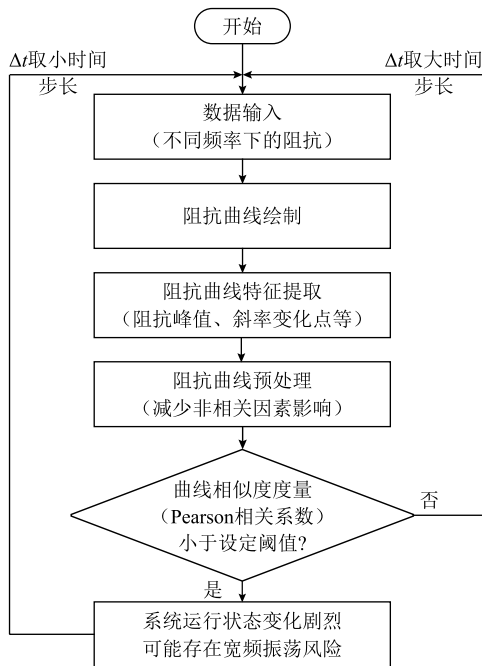 开始
Δt取小时间
步长
Δt取大时间
步长
数据输入
（不同频率下的阻抗）
阻抗曲线绘制
阻抗曲线特征提取
（阻抗峰值、斜率变化点等）
阻抗曲线预处理
（减少非相关因素影响）
曲线相似度度量
（Pearson相关系数）
小于设定阈值?
否
是
系统运行状态变化剧烈
可能存在宽频振荡风险